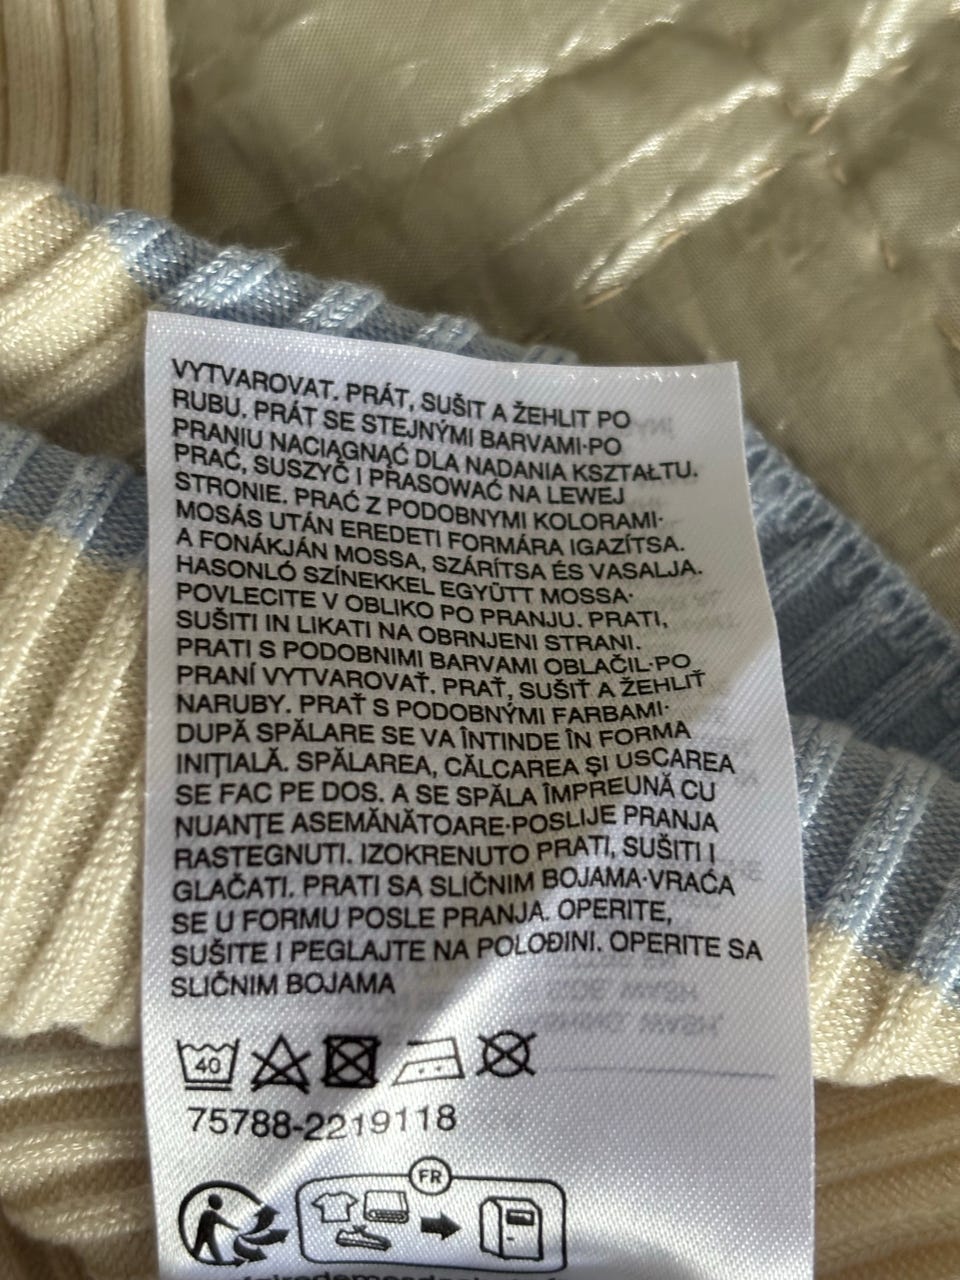 VYTVAROVAT. PRÁT, SUŠIT A ŽEHLIT PO
RUBU. PRÁT SE STEJNÝMI BARVAMI·PO
PRANIU NACIĄGNĄĆ DLA NADANIA KSZTAŁTU.
PRAĆ, SUSZYĆ I PRASOWAĆ NA LEWEJ
STRONIE. PRAĆ Z PODOBNYMI KOLORAMI·
MOSÁS UTÁN EREDETI FORMÁRA IGAZÍTSA.
A FONÁKJÁN MOSSA, SZÁRÍTSA ÉS VASALJA.
HASONLÓ SZÍNEKKEL EGYÜTT MOSSA·
POVLECITE V OBLIKO PO PRANJU. PRATI,
SUŠITI IN LIKATI NA OBRNJENI STRANI.
PRATI S PODOBNIMI BARVAMI OBLAČIL·PO
PRANÍ VYTVAROVAŤ. PRAŤ, SUŠIŤ A ŽEHLIŤ
NARUBY. PRAŤ S PODOBNÝMI FARBAMI·
DUPĂ SPĂLARE SE VA ÎNTINDE ÎN FORMA
INIŢIALĂ. SPĂLAREA, CĂLCAREA ŞI USCAREA
SE FAC PE DOS. A SE SPĂLA ÎMPREUNĂ CU
NUANŢE ASEMĂNĂTOARE·POSLIJE PRANJA
RASTEGNUTI. IZOKRENUTO PRATI, SUŠITI I
GLAČATI. PRATI SA SLIČNIM BOJAMA·VRAĆA
SE U FORMU POSLE PRANJA. OPERITE,
SUŠITE I PEGLAJTE NA POLOĐINI. OPERITE SA
SLIČNIM BOJAMA
40
75788-2219118
FR